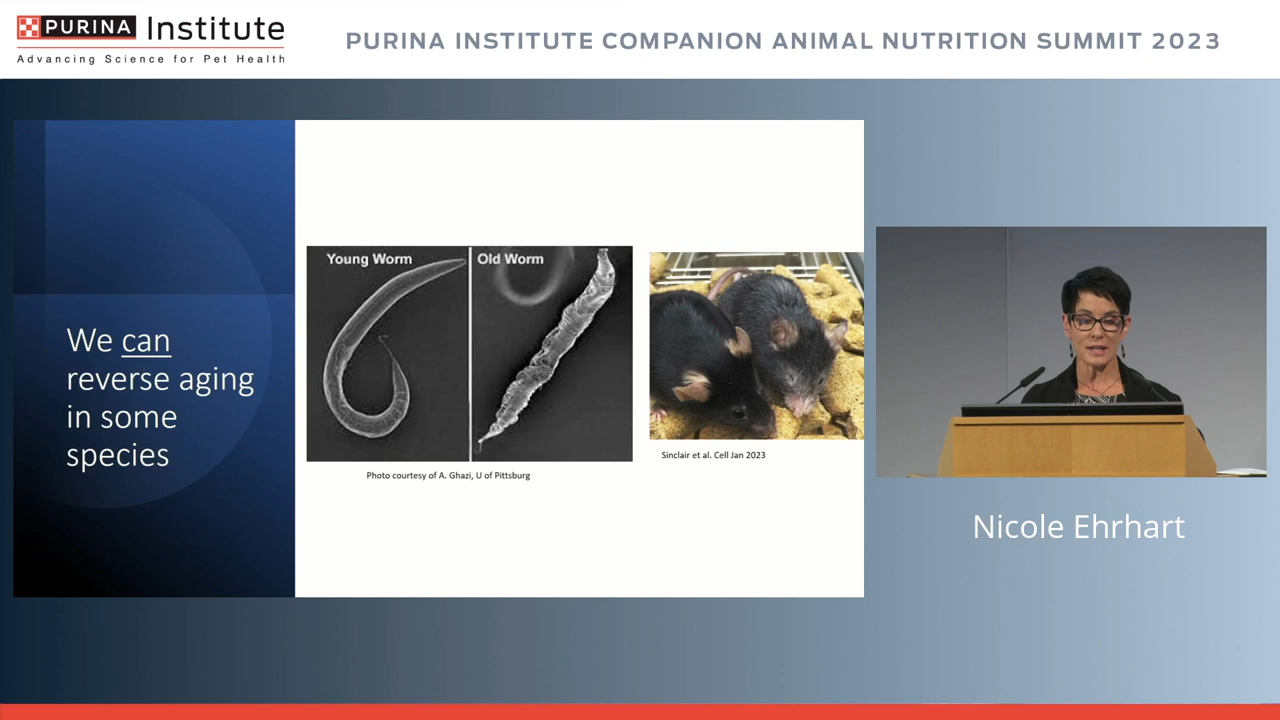 PURINA Institute
Advancing Science for Pet Health
PURINA INSTITUTE COMPANION ANIMAL NUTRITION SUMMIT 2023
We can
reverse aging
in some
species
Young Worm
Old Worm
Photo courtesy of A. Ghazi, U of Pittsburg
Sinclair et al. Cell Jan 2023
Nicole Ehrhart